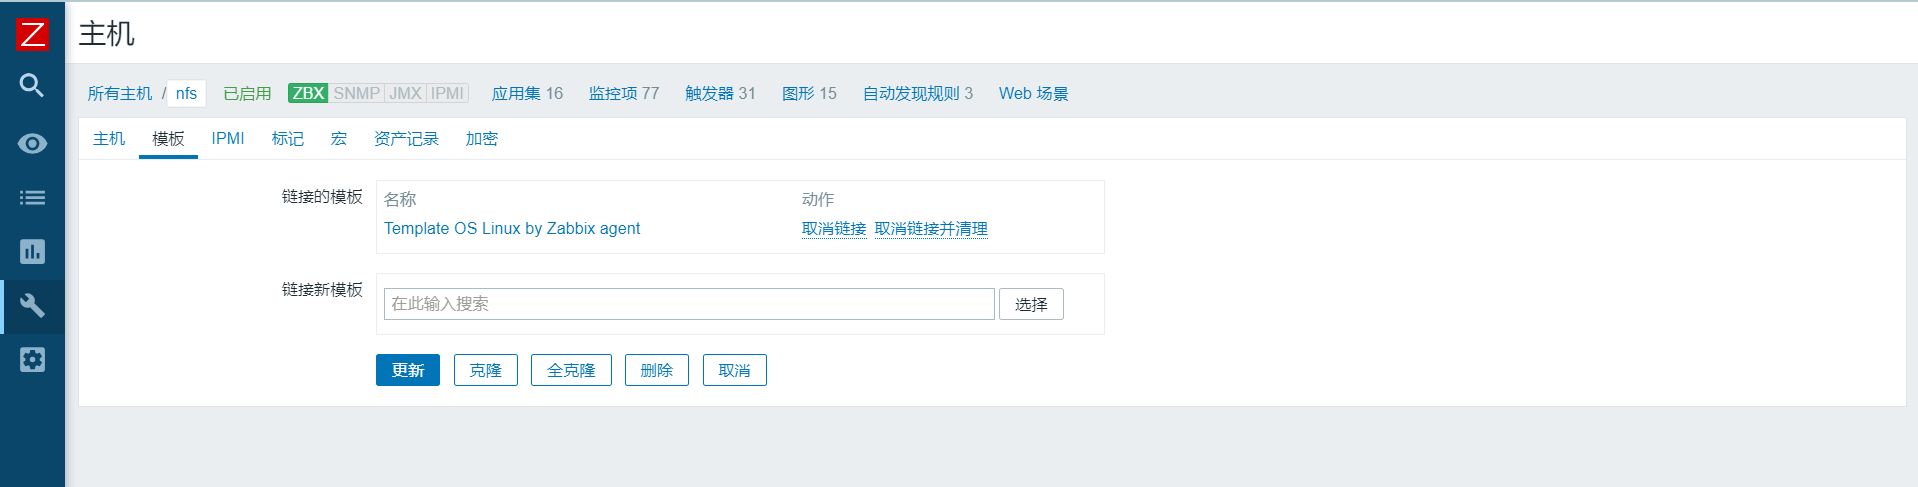 Z
主机
所有主机 / nfs 已启用 ZBX SNMP JMX IPMI 应用集 16 监控项 77 触发器 31 图形 15 自动发现规则 3 Web 场景
主机 模板 IPMI 标记 宏 资产记录 加密
链接的模板 名称 动作
Template OS Linux by Zabbix agent 取消链接 取消链接并清理
链接新模板
在此输入搜索 选择
更新 克隆 全克隆 删除 取消